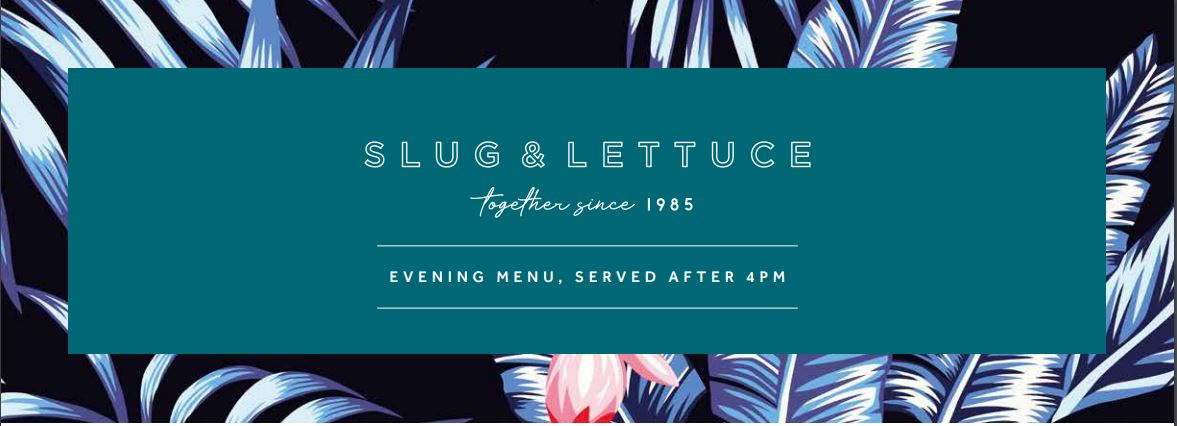 SLUG & LETTUCE
together since 1985
EVENING MENU, SERVED AFTER 4PM